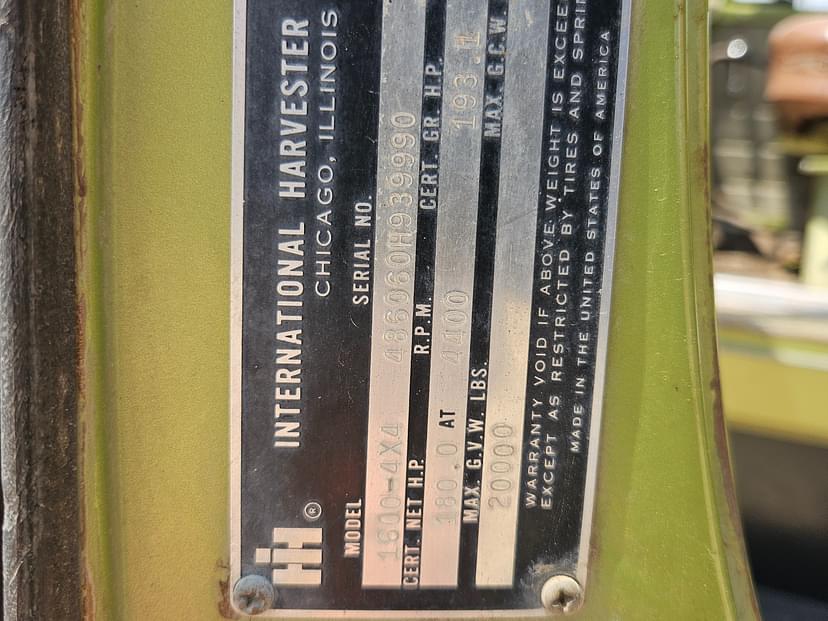 INTERNATIONAL HARVESTER
CHICAGO, ILLINOIS
MODEL SERIAL NO.
1600-4X4 486060H939990
CERT. NET H.P. R.P.M. CERT. GR. H.P.
180.0 AT 4400 193.1
MAX. G.V.W. LBS. MAX. G.C.W.
20000
WARRANTY VOID IF ABOVE WEIGHT IS
EXCEPT AS RESTRICTED BY TIRES AND
MADE IN THE UNITED STATES OF AMERICA